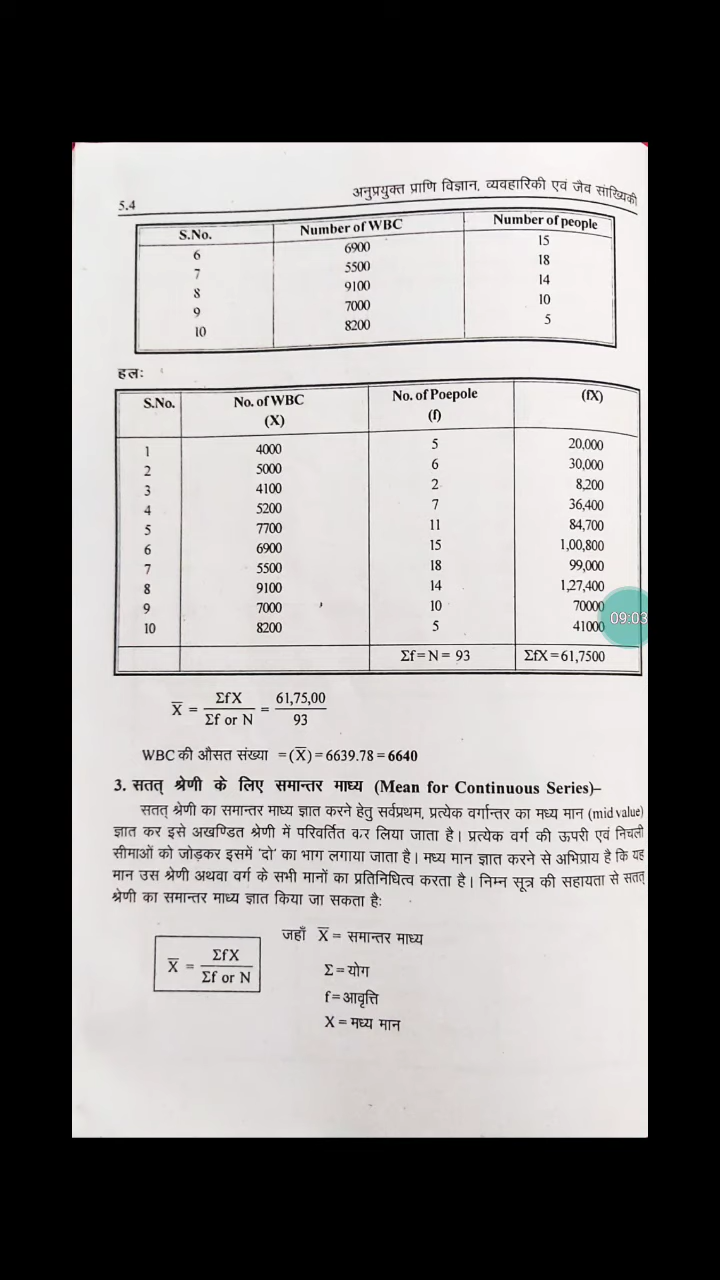 5.4 अनुप्रयुक्त प्राणि विज्ञान, व्यवहारिकी एवं जैव सांख्यिकी
S.No. Number of WBC Number of people
6 6900 15
7 5500 18
8 9100 14
9 7000 10
10 8200 5
हलः
S.No. No. of WBC (X) No. of Poepole (f) (fX)
1 4000 5 20,000
2 5000 6 30,000
3 4100 2 8,200
4 5200 7 36,400
5 7700 11 84,700
6 6900 15 1,00,800
7 5500 18 99,000
8 9100 14 1,27,400
9 7000 10 70000
09:03
10 8200 5 41000
Σf=N= 93 ΣfX=61,7500
X̅ = ΣfX / Σf or N = 61,75,00 / 93
WBC की औसत संख्या =(X̅)=6639.78=6640
3. सतत् श्रेणी के लिए समान्तर माध्य (Mean for Continuous Series)–
सतत् श्रेणी का समान्तर माध्य ज्ञात करने हेतु सर्वप्रथम, प्रत्येक वर्गान्तर का मध्य मान (mid value)
ज्ञात कर इसे अखण्डित श्रेणी में परिवर्तित कर लिया जाता है। प्रत्येक वर्ग की ऊपरी एवं निचली
सीमाओं को जोड़कर इसमें 'दो' का भाग लगाया जाता है। मध्य मान ज्ञात करने से अभिप्राय है कि यह
मान उस श्रेणी अथवा वर्ग के सभी मानों का प्रतिनिधित्व करता है। निम्न सूत्र की सहायता से सतत्
श्रेणी का समान्तर माध्य ज्ञात किया जा सकता है:
X̅ = ΣfX / Σf or N
जहाँ X̅ = समान्तर माध्य
Σ=योग
f=आवृत्ति
X = मध्य मान